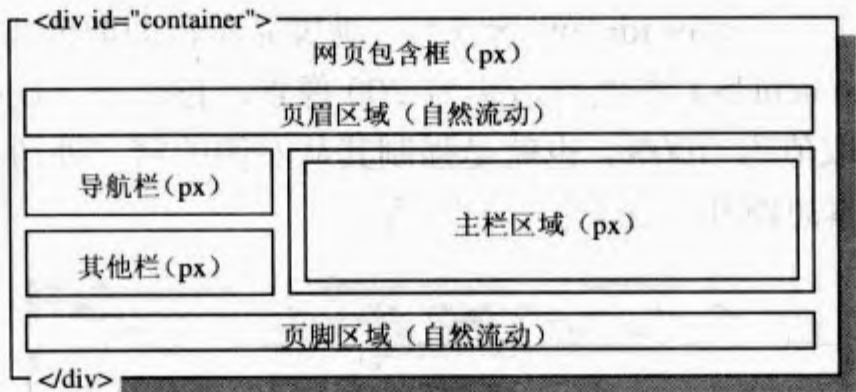 <div id="container">
网页包含框（px）
页眉区域（自然流动）
导航栏（px）
主栏区域（px）
其他栏（px）
页脚区域（自然流动）
</div>